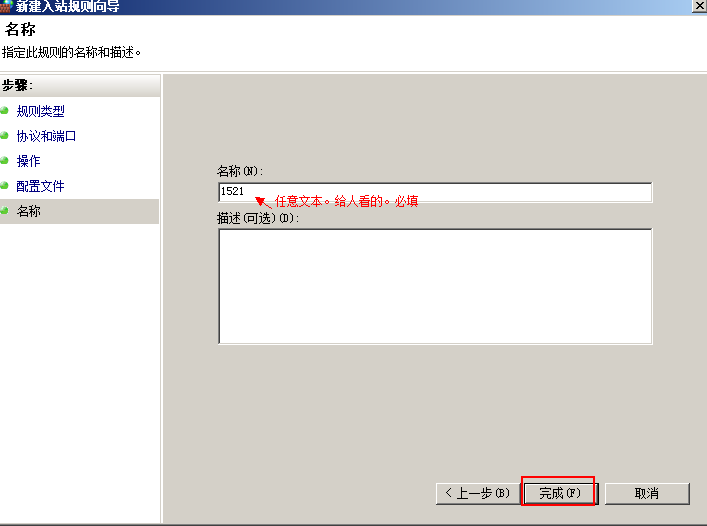 新建入站规则向导
名称
指定此规则的名称和描述。
步骤:
规则类型
协议和端口
操作
配置文件
名称
名称(N):
1521
任意文本。给人看的。必填
描述(可选)(D):
< 上一步(B)
完成(F)
取消